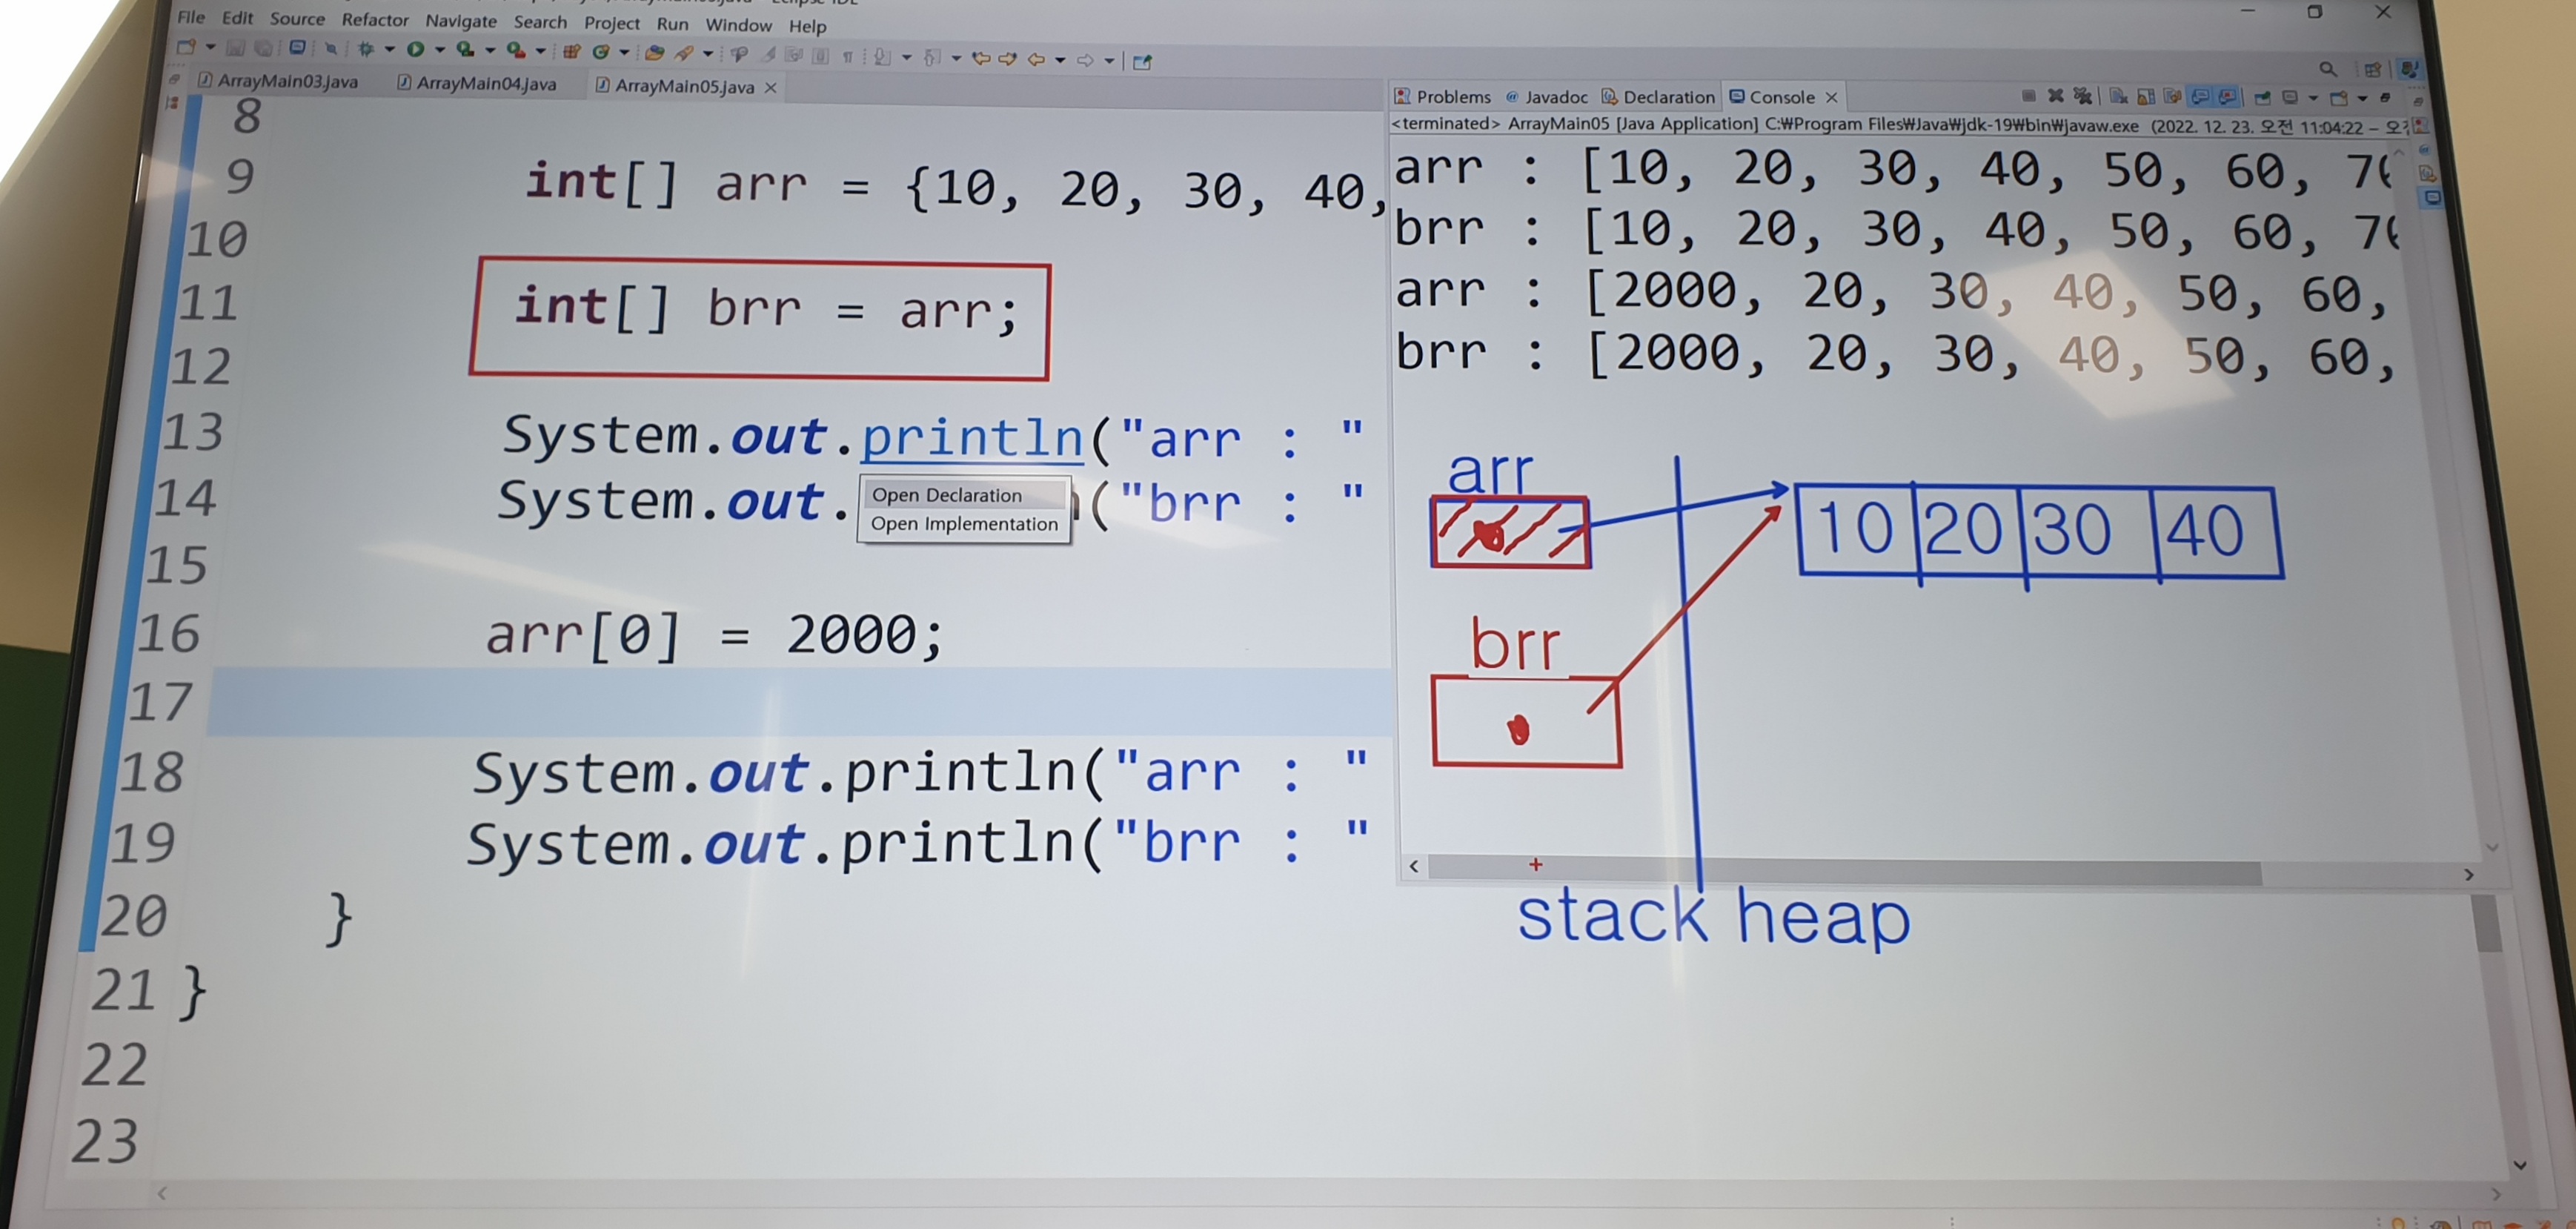 File Edit Source Refactor Navigate Search Project Run Window Help
ArrayMain03.java ArrayMain04.java ArrayMain05.java
8
9 int[] arr = {10, 20, 30, 40,
10
11 int[] brr = arr;
12
13 System.out.println("arr : "
14 System.out. ("brr : "
Open Declaration
Open Implementation
15
16 arr[0] = 2000;
17
18 System.out.println("arr : "
19 System.out.println("brr : "
20 }
21 }
22
23
Problems Javadoc Declaration Console
<terminated> ArrayMain05 [Java Application] C:₩Program Files₩Java₩jdk-19₩bin₩javaw.exe (2022. 12. 23. 오전 11:04:22 –
arr : [10, 20, 30, 40, 50, 60,
brr : [10, 20, 30, 40, 50, 60,
arr : [2000, 20, 30, 40, 50, 60,
brr : [2000, 20, 30, 40, 50, 60,
arr
10 20 30 40
brr
stack heap